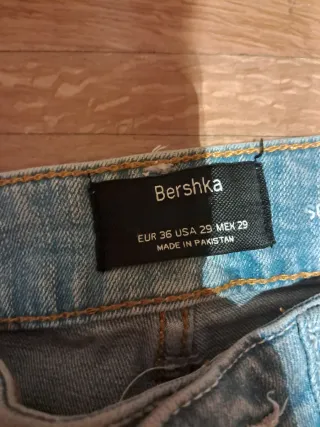 Bershka
EUR 36 USA 29 MEX 29
MADE IN PAKISTAN